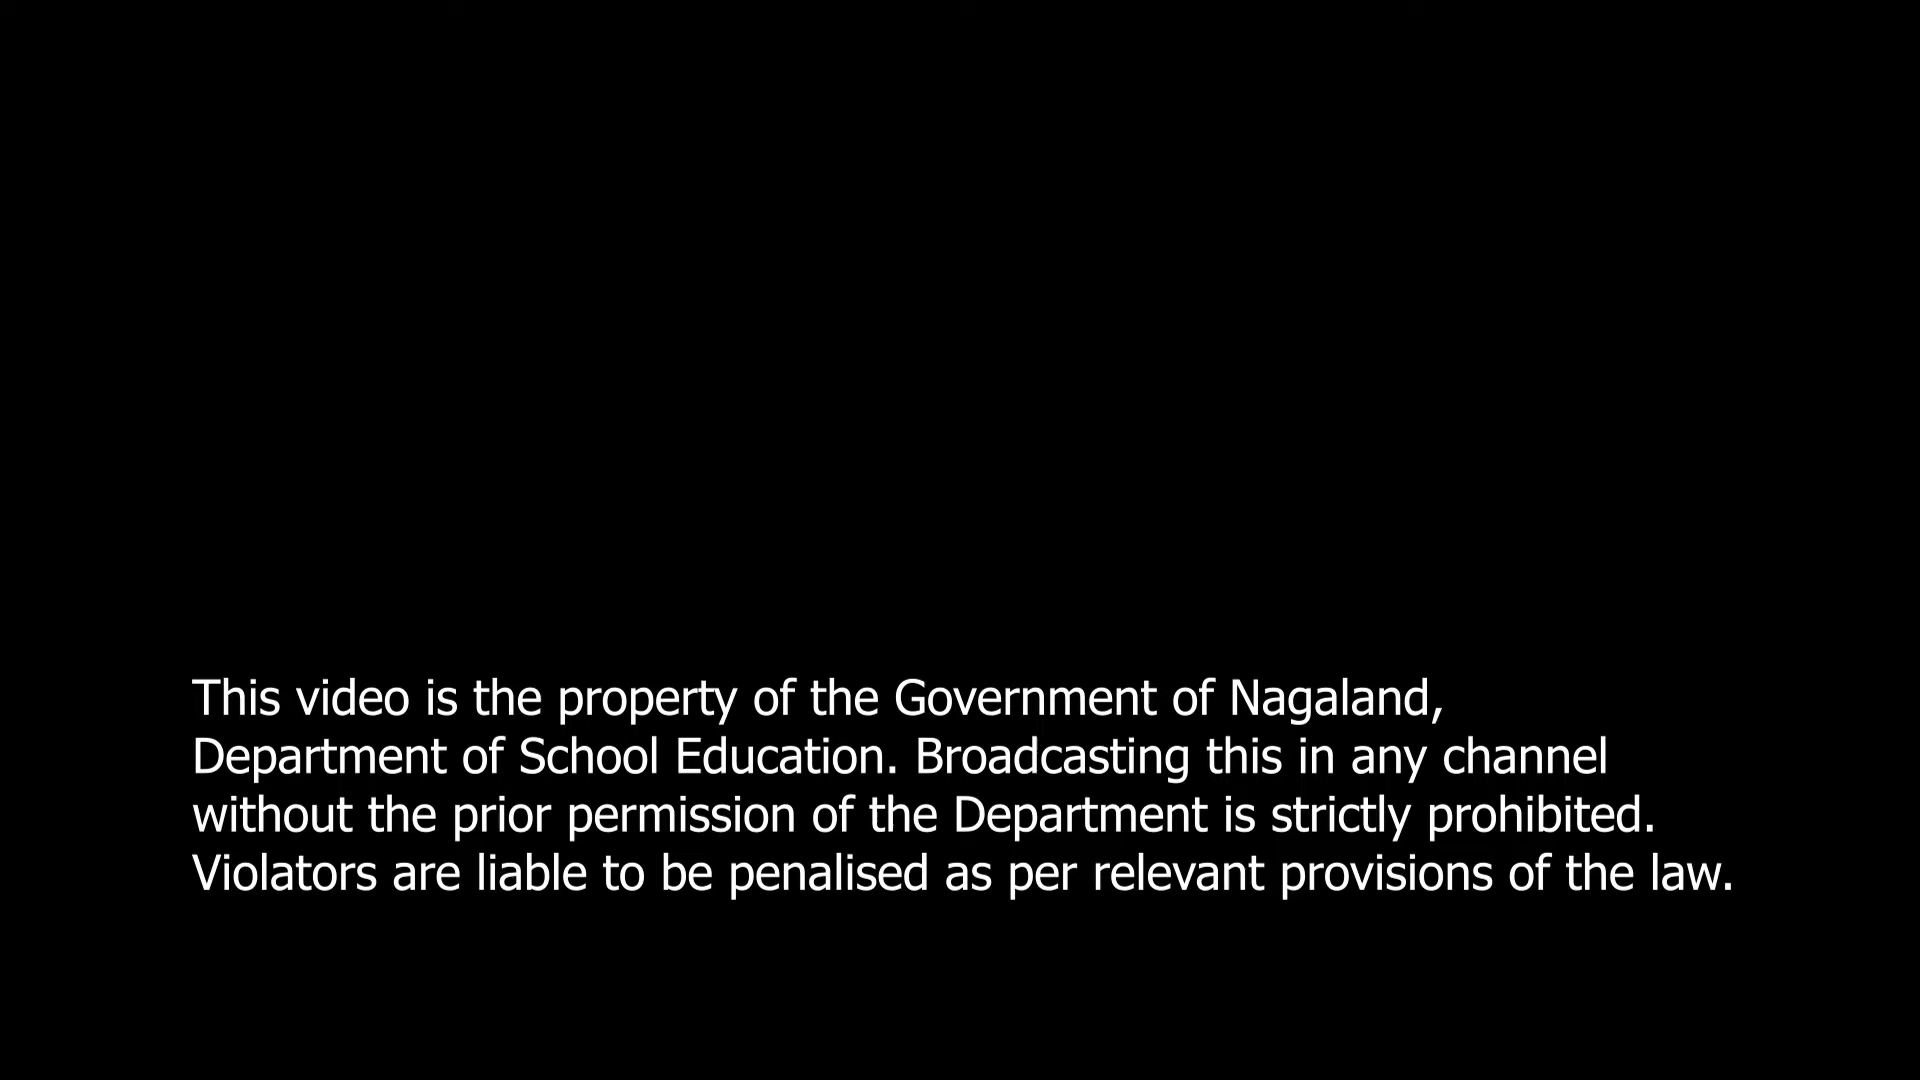 This video is the property of the Government of Nagaland,
Department of School Education. Broadcasting this in any channel
without the prior permission of the Department is strictly prohibited.
Violators are liable to be penalised as per relevant provisions of the law.